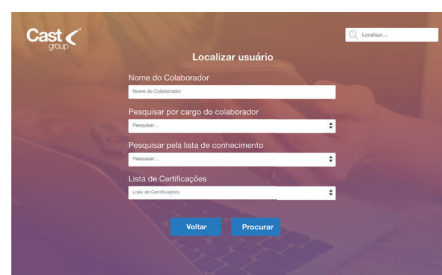 Cast
group
Localizar...
Localizar usuário
Nome do Colaborador
Nome do Colaborador
Pesquisar por cargo do colaborador
Pesquisar...
Pesquisar pela lista de conhecimento
Pesquisar...
Lista de Certificações
Lista de Certificações
Voltar
Procurar